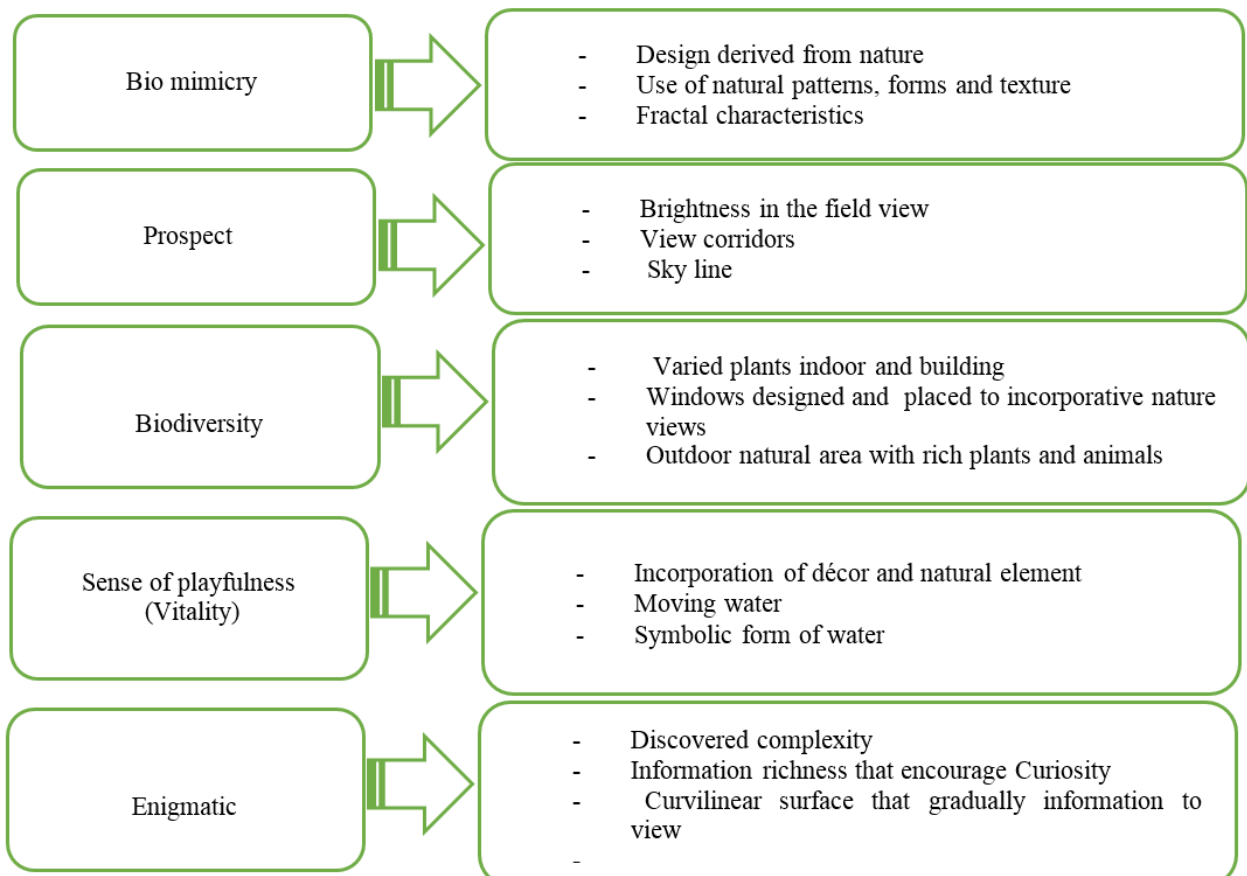 Bio mimicry
- Design derived from nature
- Use of natural patterns, forms and texture
- Fractal characteristics
Prospect
- Brightness in the field view
- View corridors
- Sky line
Biodiversity
- Varied plants indoor and building
- Windows designed and placed to incorporative nature
views
- Outdoor natural area with rich plants and animals
Sense of playfulness
(Vitality)
- Incorporation of décor and natural element
- Moving water
- Symbolic form of water
Enigmatic
- Discovered complexity
- Information richness that encourage Curiosity
- Curvilinear surface that gradually information to
view
-